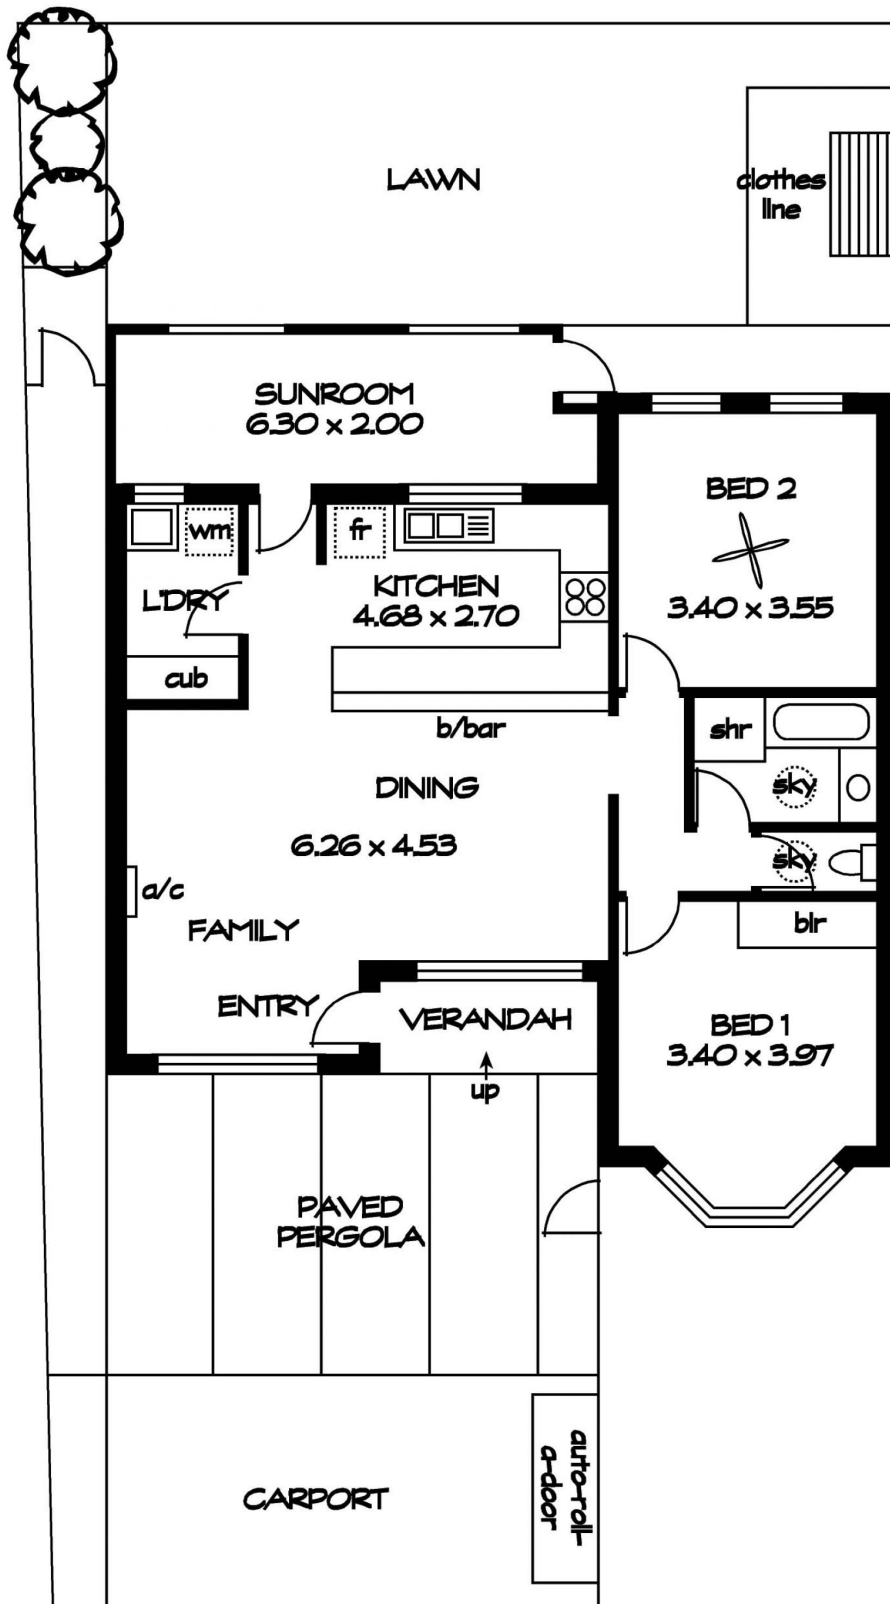 LAWN
clothes
line
SUNROOM
6.30 x 2.00
BED 2
3.40 x 3.55
wm
fr
L'DRY
KITCHEN
4.68 x 2.70
cub
b/bar
shr
sky
DINING
6.26 x 4.53
sky
a/c
FAMILY
blr
ENTRY
VERANDAH
BED 1
3.40 x 3.97
up
PAVED
PERGOLA
CARPORT
auto-roll-
a-door